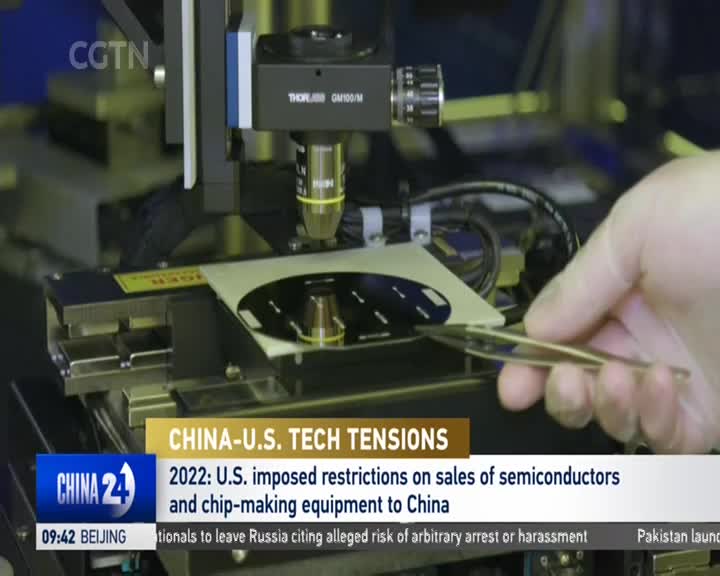 CGTN
THORLABS GM100/M
CHINA-U.S. TECH TENSIONS
2022: U.S. imposed restrictions on sales of semiconductors
and chip-making equipment to China
CHINA 24
09:42 BEIJING
tionals to leave Russia citing alleged risk of arbitrary arrest or harassment
Pakistan laun